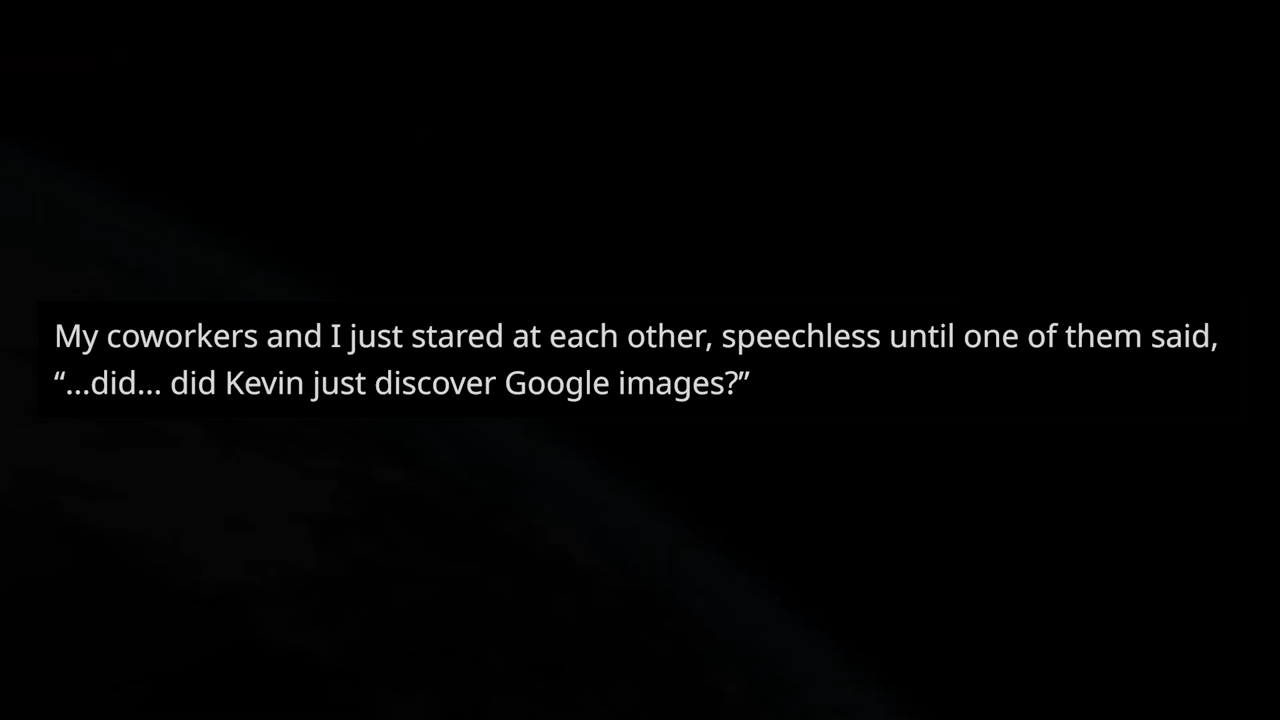 My coworkers and I just stared at each other, speechless until one of them said,
“...did... did Kevin just discover Google images?”